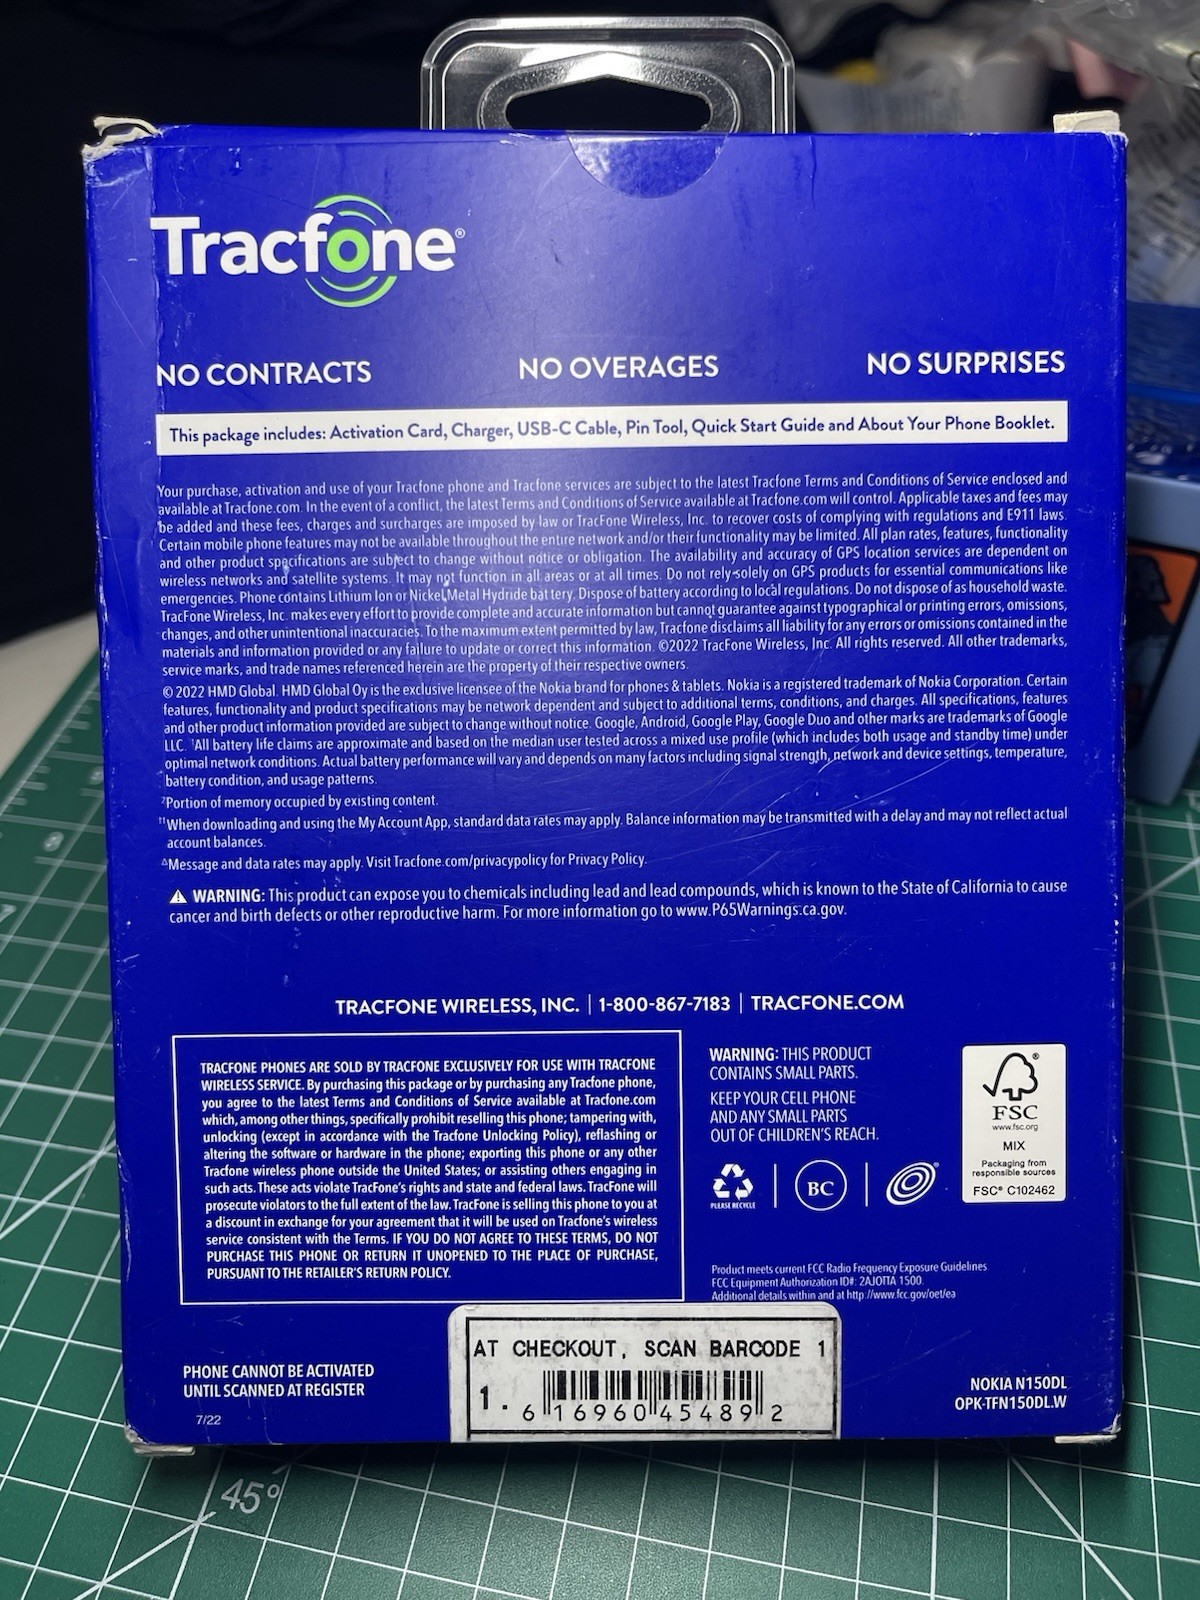 Tracfone®
NO CONTRACTS NO OVERAGES NO SURPRISES
This package includes: Activation Card, Charger, USB-C Cable, Pin Tool, Quick Start Guide and About Your Phone Booklet.
Your purchase, activation and use of your Tracfone phone and Tracfone services are subject to the latest Tracfone Terms and Conditions of Service enclosed and
available at Tracfone.com. In the event of a conflict, the latest Terms and Conditions of Service available at Tracfone.com will control. Applicable taxes and fees may
be added and these fees, charges and surcharges are imposed by law or TracFone Wireless, Inc. to recover costs of complying with regulations and E911 laws.
Certain mobile phone features may not be available throughout the entire network and/or their functionality may be limited. All plan rates, features, functionality
and other product specifications are subject to change without notice or obligation. The availability and accuracy of GPS location services are dependent on
wireless networks and satellite systems. It may not function in all areas or at all times. Do not rely solely on GPS products for essential communications like
emergencies. Phone contains Lithium Ion or Nickel Metal Hydride battery. Dispose of battery according to local regulations. Do not dispose of as household waste.
TracFone Wireless, Inc. makes every effort to provide complete and accurate information but cannot guarantee against typographical or printing errors, omissions,
changes, and other unintentional inaccuracies. To the maximum extent permitted by law, Tracfone disclaims all liability for any errors or omissions contained in the
materials and information provided or any failure to update or correct this information. ©2022 TracFone Wireless, Inc. All rights reserved. All other trademarks,
service marks, and trade names referenced herein are the property of their respective owners.
© 2022 HMD Global. HMD Global Oy is the exclusive licensee of the Nokia brand for phones & tablets. Nokia is a registered trademark of Nokia Corporation. Certain
features, functionality and product specifications may be network dependent and subject to additional terms, conditions, and charges. All specifications, features
and other product information provided are subject to change without notice. Google, Android, Google Play, Google Duo and other marks are trademarks of Google
LLC. ¹All battery life claims are approximate and based on the median user tested across a mixed use profile (which includes both usage and standby time) under
optimal network conditions. Actual battery performance will vary and depends on many factors including signal strength, network and device settings, temperature,
battery condition, and usage patterns.
²Portion of memory occupied by existing content.
††When downloading and using the My Account App, standard data rates may apply. Balance information may be transmitted with a delay and may not reflect actual
account balances.
ΔMessage and data rates may apply. Visit Tracfone.com/privacypolicy for Privacy Policy.
⚠ WARNING: This product can expose you to chemicals including lead and lead compounds, which is known to the State of California to cause
cancer and birth defects or other reproductive harm. For more information go to www.P65Warnings.ca.gov.
TRACFONE WIRELESS, INC. | 1-800-867-7183 | TRACFONE.COM
TRACFONE PHONES ARE SOLD BY TRACFONE EXCLUSIVELY FOR USE WITH TRACFONE
WIRELESS SERVICE. By purchasing this package or by purchasing any Tracfone phone,
you agree to the latest Terms and Conditions of Service available at Tracfone.com
which, among other things, specifically prohibit reselling this phone; tampering with,
unlocking (except in accordance with the Tracfone Unlocking Policy), reflashing or
altering the software or hardware in the phone; exporting this phone or any other
Tracfone wireless phone outside the United States; or assisting others engaging in
such acts. These acts violate TracFone's rights and state and federal laws. TracFone will
prosecute violators to the full extent of the law. TracFone is selling this phone to you at
a discount in exchange for your agreement that it will be used on Tracfone's wireless
service consistent with the Terms. IF YOU DO NOT AGREE TO THESE TERMS, DO NOT
PURCHASE THIS PHONE OR RETURN IT UNOPENED TO THE PLACE OF PURCHASE,
PURSUANT TO THE RETAILER'S RETURN POLICY.
WARNING: THIS PRODUCT
CONTAINS SMALL PARTS.
KEEP YOUR CELL PHONE
AND ANY SMALL PARTS
OUT OF CHILDREN'S REACH.
PLEASE RECYCLE
BC
®
FSC
www.fsc.org
MIX
Packaging from
responsible sources
FSC® C102462
Product meets current FCC Radio Frequency Exposure Guidelines
FCC Equipment Authorization ID#: 2AJOTTA 1500.
Additional details within and at http://www.fcc.gov/oet/ea
AT CHECKOUT, SCAN BARCODE 1
1. 6 16960 45489 2
PHONE CANNOT BE ACTIVATED
UNTIL SCANNED AT REGISTER
7/22
NOKIA N150DL
OPK-TFN150DL.W
45°